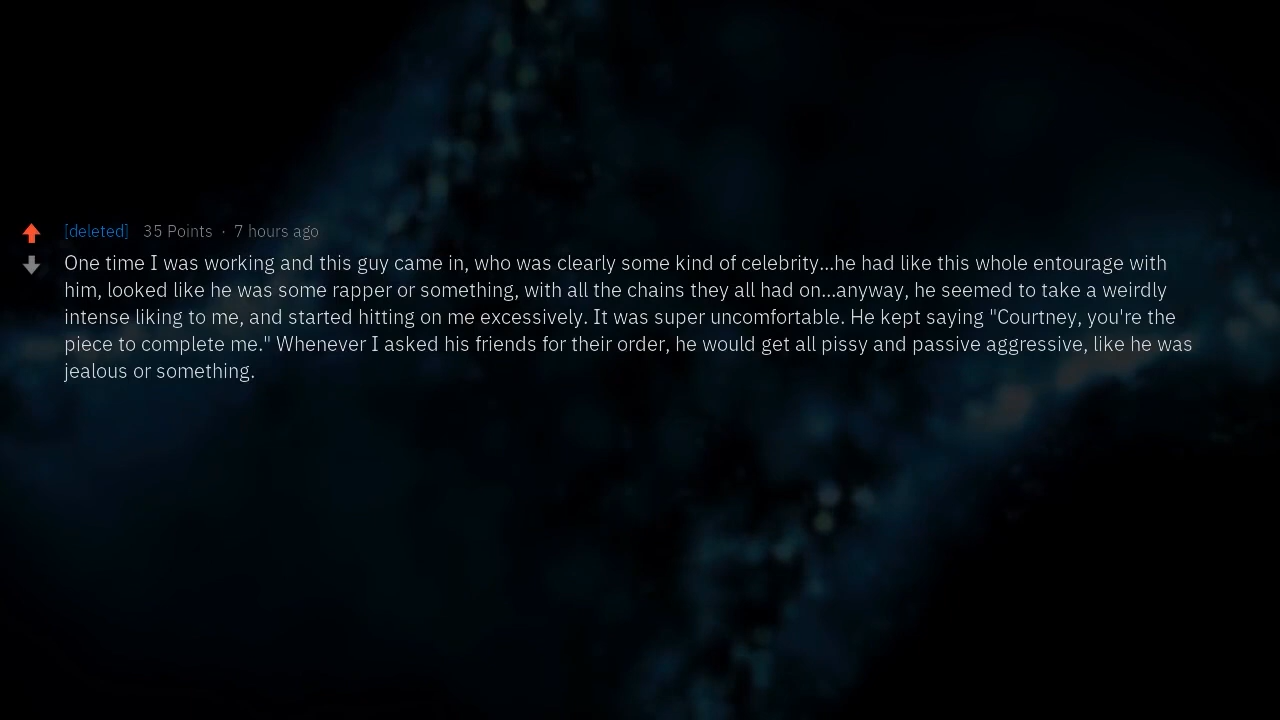 [deleted] 35 Points · 7 hours ago
One time I was working and this guy came in, who was clearly some kind of celebrity...he had like this whole entourage with
him, looked like he was some rapper or something, with all the chains they all had on...anyway, he seemed to take a weirdly
intense liking to me, and started hitting on me excessively. It was super uncomfortable. He kept saying "Courtney, you're the
piece to complete me." Whenever I asked his friends for their order, he would get all pissy and passive aggressive, like he was
jealous or something.